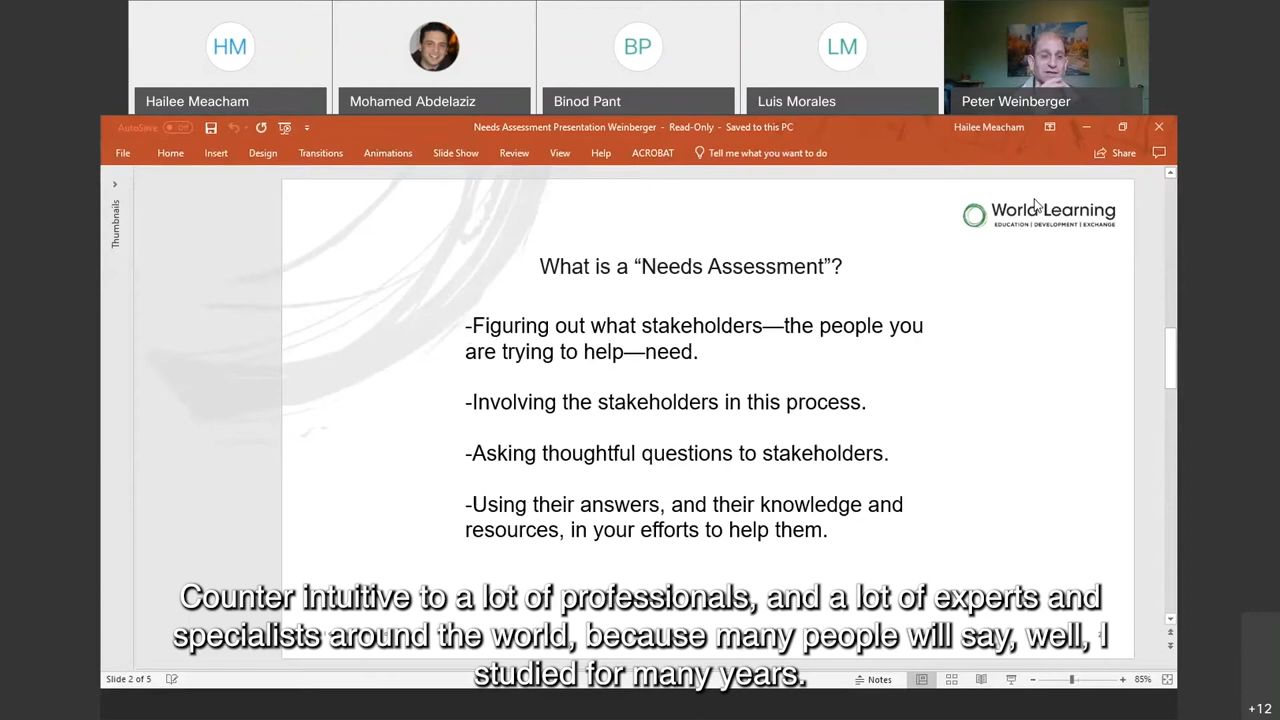 HM
BP
LM
Hailee Meacham
Mohamed Abdelaziz
Binod Pant
Luis Morales
Peter Weinberger
AutoSave Off
Needs Assessment Presentation Weinberger - Read-Only - Saved to this PC
Hailee Meacham
File Home Insert Design Transitions Animations Slide Show Review View Help ACROBAT Tell me what you want to do Share
Thumbnails
World Learning
EDUCATION | DEVELOPMENT | EXCHANGE
What is a “Needs Assessment”?
-Figuring out what stakeholders—the people you
are trying to help—need.
-Involving the stakeholders in this process.
-Asking thoughtful questions to stakeholders.
-Using their answers, and their knowledge and
resources, in your efforts to help them.
Counter intuitive to a lot of professionals, and a lot of experts and
specialists around the world, because many people will say, well, I
studied for many years.
Slide 2 of 5
Notes
85%
+12